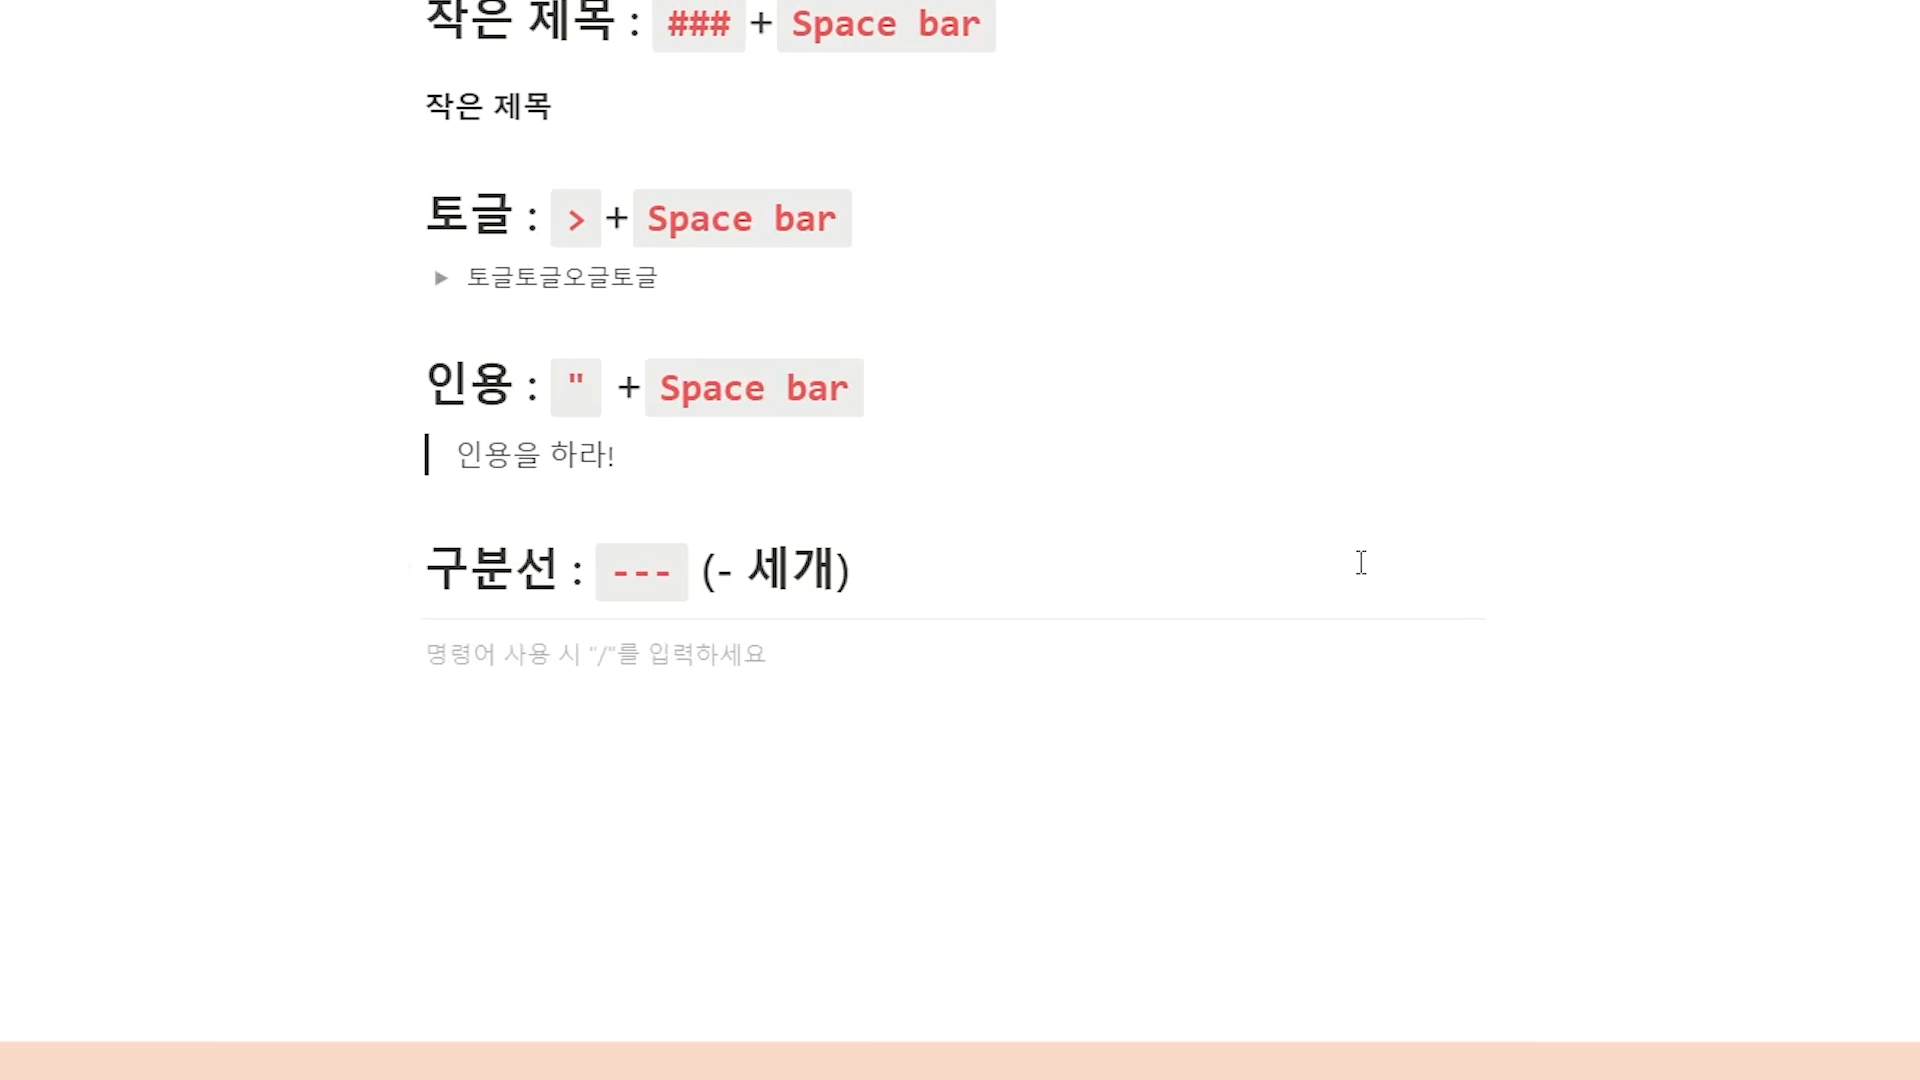 작은 제목 : ### + Space bar
작은 제목
토글 : > + Space bar
▶ 토글토글오글토글
인용 : " + Space bar
인용을 하라!
구분선 : --- (- 세개)
명령어 사용 시 "/"를 입력하세요